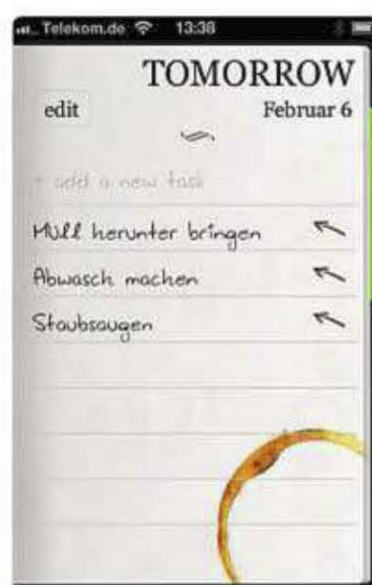 Telekom.de 13:38
TOMORROW
edit Februar 6
+ add a new task
Müll herunter bringen
Abwasch machen
Staubsaugen